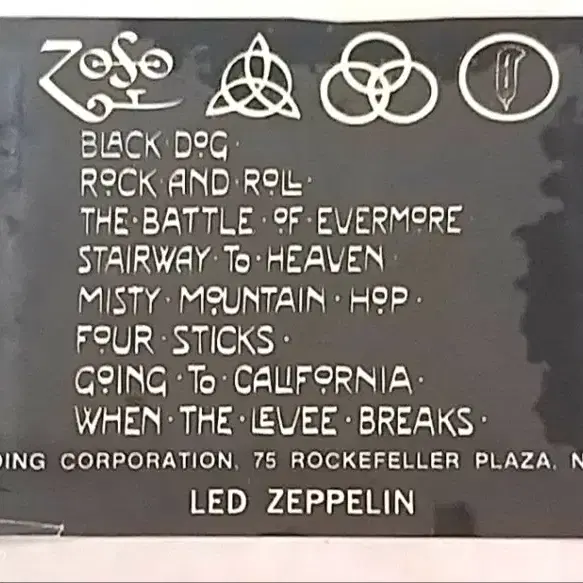 ZOSO
BLACK · DOG ·
ROCK · AND · ROLL ·
THE · BATTLE · OF · EVERMORE
STAIRWAY · TO · HEAVEN
MISTY · MOUNTAIN · HOP ·
FOUR · STICKS ·
GOING · TO · CALIFORNIA ·
WHEN · THE · LEVEE · BREAKS ·
DING CORPORATION, 75 ROCKEFELLER PLAZA, N
LED ZEPPELIN